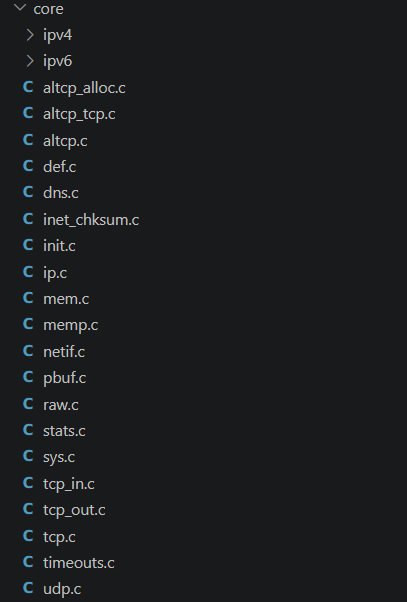 core
ipv4
ipv6
C altcp_alloc.c
C altcp_tcp.c
C altcp.c
C def.c
C dns.c
C inet_chksum.c
C init.c
C ip.c
C mem.c
C memp.c
C netif.c
C pbuf.c
C raw.c
C stats.c
C sys.c
C tcp_in.c
C tcp_out.c
C tcp.c
C timeouts.c
C udp.c